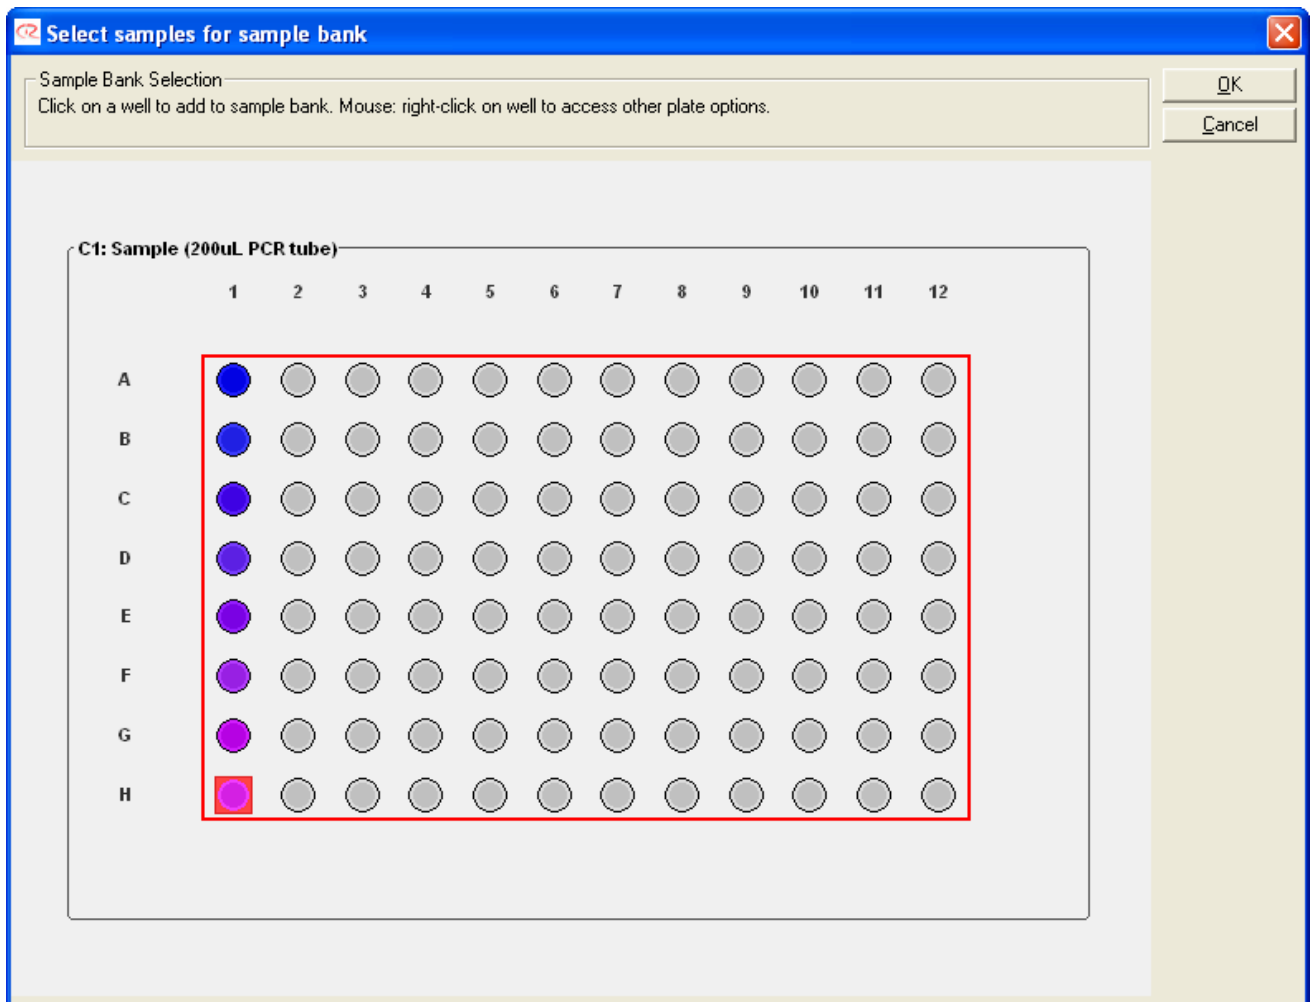 Select samples for sample bank
Sample Bank Selection
Click on a well to add to sample bank. Mouse: right-click on well to access other plate options.
OK
Cancel
C1: Sample (200uL PCR tube)
1 2 3 4 5 6 7 8 9 10 11 12
A
B
C
D
E
F
G
H